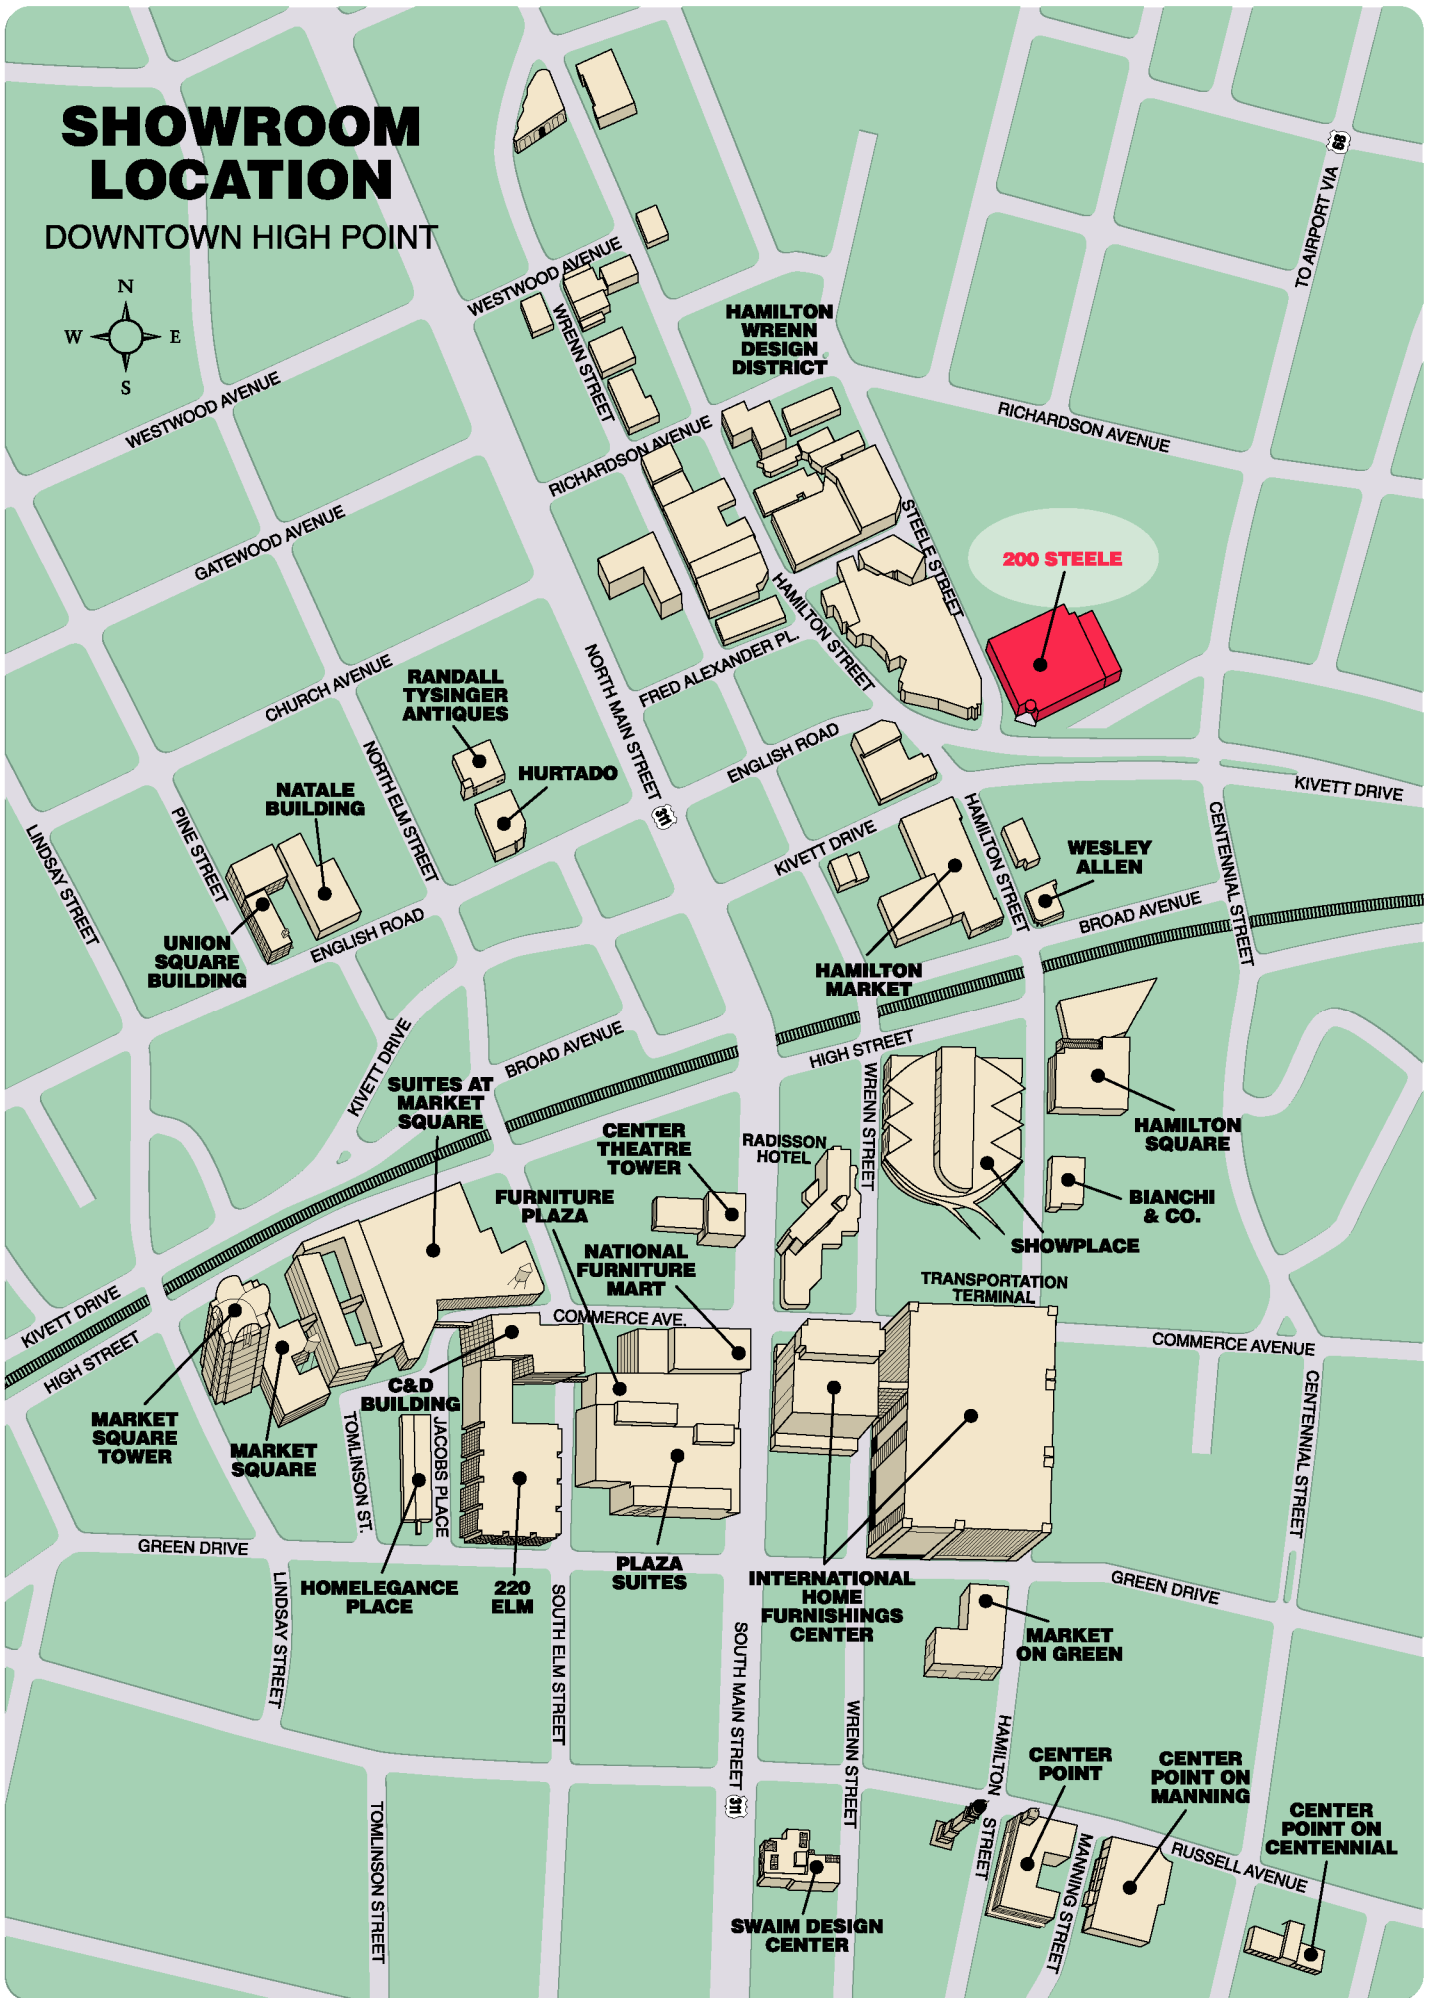 SHOWROOM
LOCATION
DOWNTOWN HIGH POINT
N
W
E
S
68
TO AIRPORT VIA
WESTWOOD AVENUE
WRENN STREET
HAMILTON
WRENN
DESIGN
DISTRICT
WESTWOOD AVENUE
RICHARDSON AVENUE
RICHARDSON AVENUE
GATEWOOD AVENUE
STEELE STREET
200 STEELE
HAMILTON STREET
FRED ALEXANDER PL.
NORTH MAIN STREET
CHURCH AVENUE
RANDALL
TYSINGER
ANTIQUES
HURTADO
NORTH ELM STREET
ENGLISH ROAD
311
KIVETT DRIVE
NATALE
BUILDING
PINE STREET
LINDSAY STREET
UNION
SQUARE
BUILDING
ENGLISH ROAD
KIVETT DRIVE
HAMILTON STREET
CENTENNIAL STREET
WESLEY
ALLEN
BROAD AVENUE
HAMILTON
MARKET
KIVETT DRIVE
BROAD AVENUE
HIGH STREET
WRENN STREET
SUITES AT
MARKET
SQUARE
CENTER
THEATRE
TOWER
RADISSON
HOTEL
HAMILTON
SQUARE
FURNITURE
PLAZA
BIANCHI
& CO.
SHOWPLACE
NATIONAL
FURNITURE
MART
TRANSPORTATION
TERMINAL
KIVETT DRIVE
HIGH STREET
COMMERCE AVE.
COMMERCE AVENUE
C&D
BUILDING
MARKET
SQUARE
TOWER
MARKET
SQUARE
TOMLINSON ST.
JACOBS PLACE
CENTENNIAL STREET
GREEN DRIVE
HOMELEGANCE
PLACE
220
ELM
PLAZA
SUITES
INTERNATIONAL
HOME
FURNISHINGS
CENTER
GREEN DRIVE
MARKET
ON GREEN
LINDSAY STREET
SOUTH ELM STREET
SOUTH MAIN STREET
311
WRENN STREET
HAMILTON
STREET
CENTER
POINT
CENTER
POINT ON
MANNING
CENTER
POINT ON
CENTENNIAL
TOMLINSON STREET
MANNING STREET
RUSSELL AVENUE
SWAIM DESIGN
CENTER